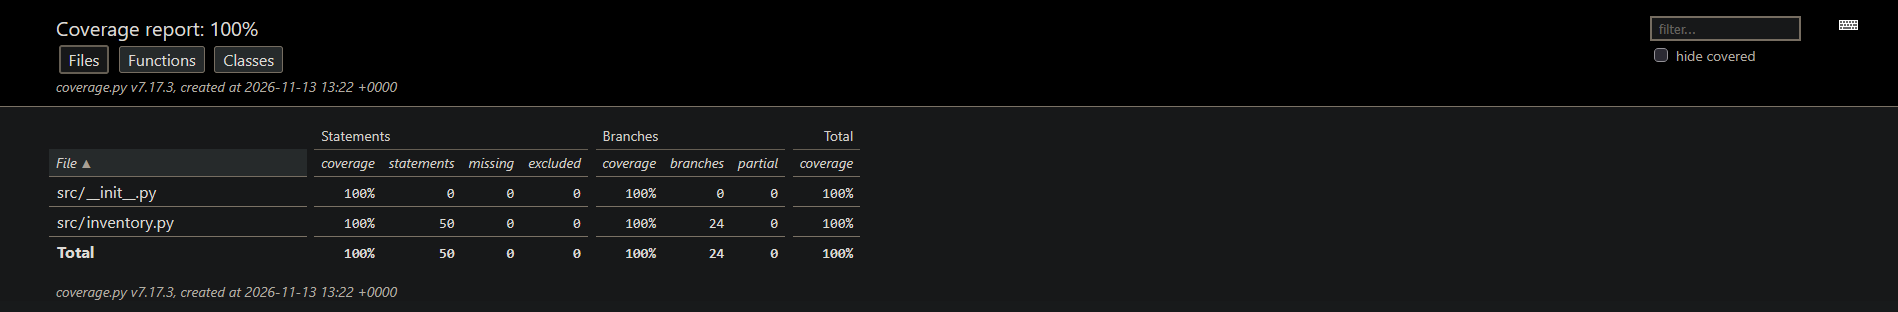 Coverage report: 100%
filter...
Files Functions Classes
hide covered
coverage.py v7.17.3, created at 2026-11-13 13:22 +0000
Statements Branches Total
File ▲ coverage statements missing excluded coverage branches partial coverage
src/__init__.py 100% 0 0 0 100% 0 0 100%
src/inventory.py 100% 50 0 0 100% 24 0 100%
Total 100% 50 0 0 100% 24 0 100%
coverage.py v7.17.3, created at 2026-11-13 13:22 +0000